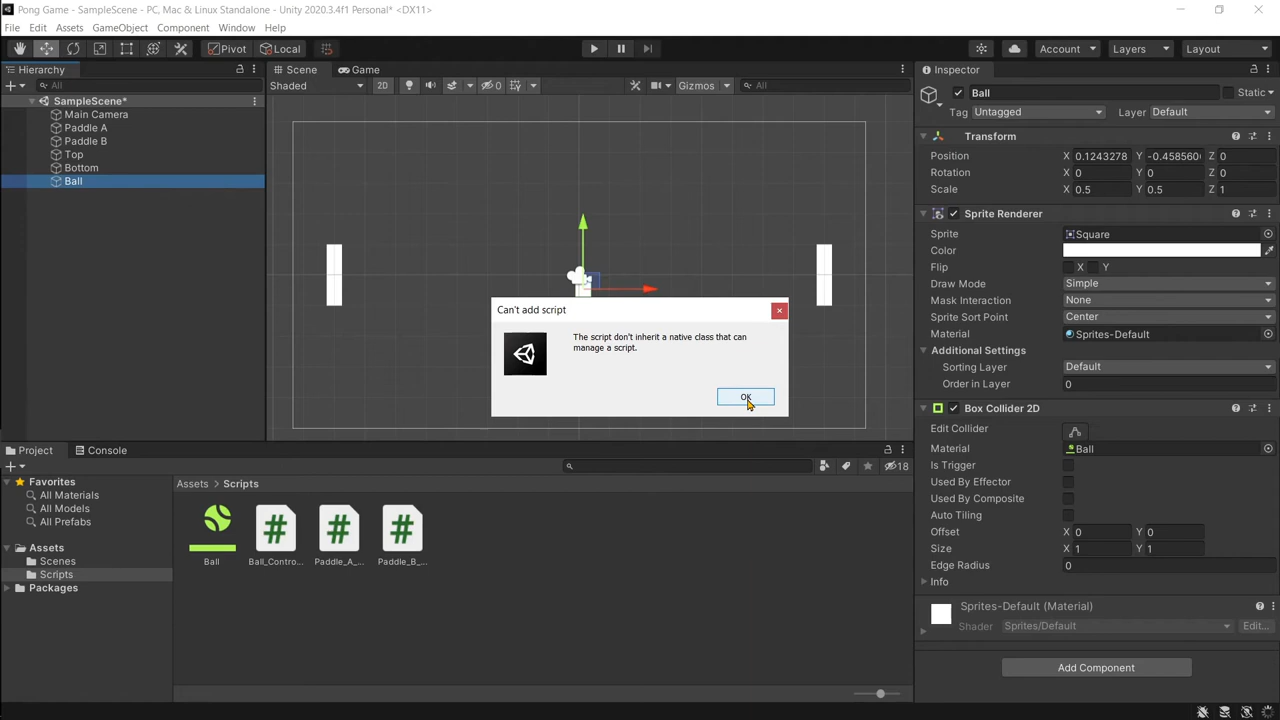 Pong Game - SampleScene - PC, Mac & Linux Standalone - Unity 2020.3.4f1 Personal* <DX11>
File Edit Assets GameObject Component Window Help
Pivot Local Account Layers Layout
Hierarchy
All
SampleScene*
Main Camera
Paddle A
Paddle B
Top
Bottom
Ball
Scene Game
Shaded 2D 0 Gizmos All
Can't add script
The script don't inherit a native class that can
manage a script.
OK
Project Console
18
Favorites
All Materials
All Models
All Prefabs
Assets
Scenes
Scripts
Packages
Assets > Scripts
Ball Ball_Contro... Paddle_A_... Paddle_B_...
Inspector
Ball Static
Tag Untagged Layer Default
Transform
Position X 0.1243278 Y -0.458560 Z 0
Rotation X 0 Y 0 Z 0
Scale X 0.5 Y 0.5 Z 1
Sprite Renderer
Sprite Square
Color
Flip X Y
Draw Mode Simple
Mask Interaction None
Sprite Sort Point Center
Material Sprites-Default
Additional Settings
Sorting Layer Default
Order in Layer 0
Box Collider 2D
Edit Collider
Material Ball
Is Trigger
Used By Effector
Used By Composite
Auto Tiling
Offset X 0 Y 0
Size X 1 Y 1
Edge Radius 0
Info
Sprites-Default (Material)
Shader Sprites/Default Edit...
Add Component